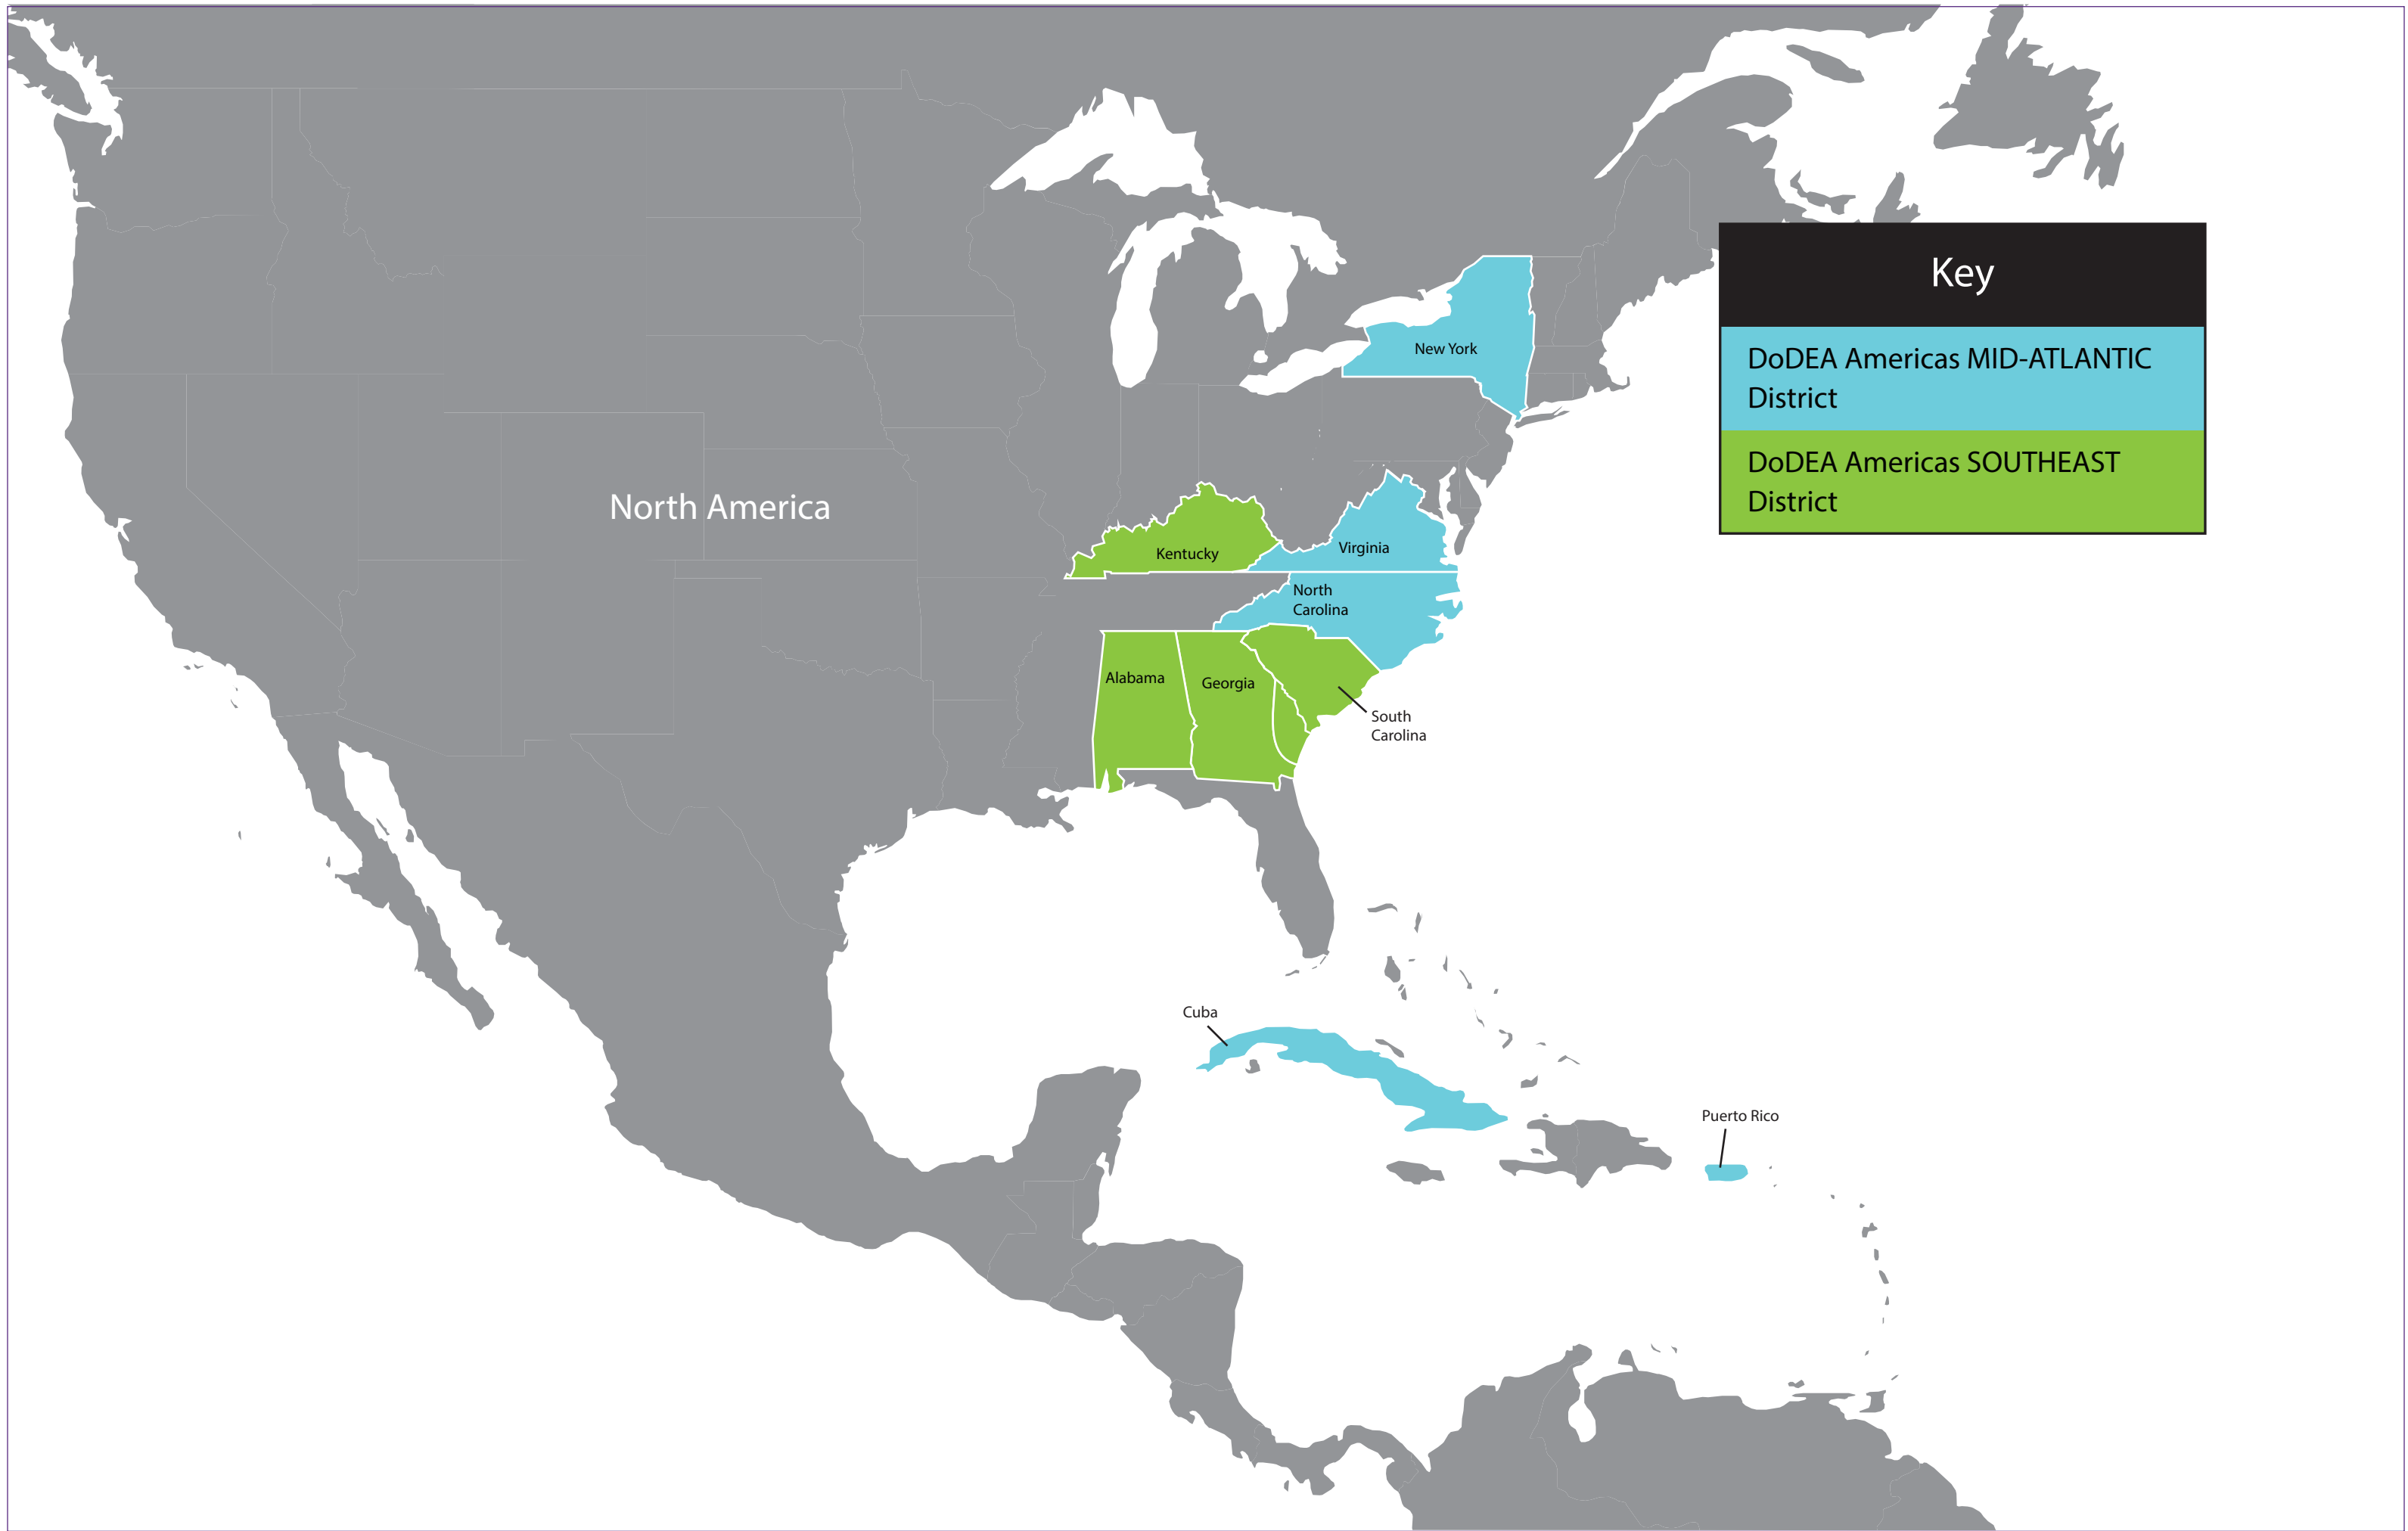 Key
DoDEA Americas MID-ATLANTIC
District
DoDEA Americas SOUTHEAST
District
New York
North America
Kentucky
Virginia
North
Carolina
Alabama
Georgia
South
Carolina
Cuba
Puerto Rico